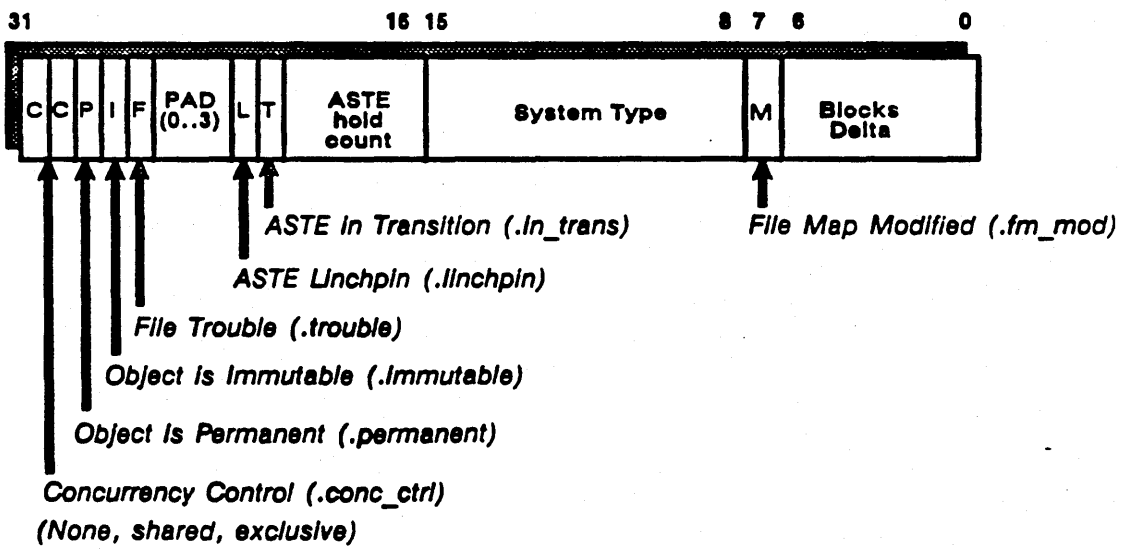 31 16 15 8 7 6 0
C C P I F PAD L T ASTE System Type M Blocks
(0..3) hold Delta
count
ASTE in Transition (.in_trans) File Map Modified (.fm_mod)
ASTE Linchpin (.linchpin)
File Trouble (.trouble)
Object is Immutable (.immutable)
Object is Permanent (.permanent)
Concurrency Control (.conc_ctrl)
(None, shared, exclusive)